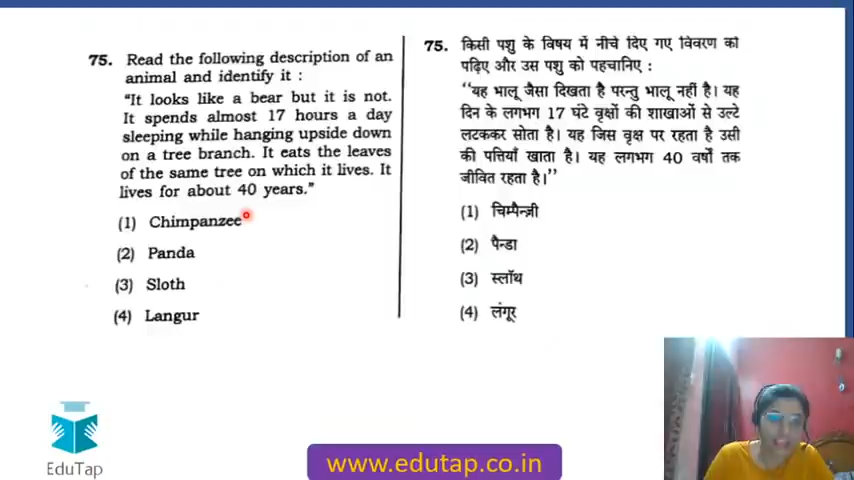 75. Read the following description of an
animal and identify it :
"It looks like a bear but it is not.
It spends almost 17 hours a day
sleeping while hanging upside down
on a tree branch. It eats the leaves
of the same tree on which it lives. It
lives for about 40 years."
(1) Chimpanzee
(2) Panda
(3) Sloth
(4) Langur
75. किसी पशु के विषय में नीचे दिए गए विवरण को
पढ़िए और उस पशु को पहचानिए :
‘‘यह भालू जैसा दिखता है परन्तु भालू नहीं है। यह
दिन के लगभग 17 घंटे वृक्षों की शाखाओं से उल्टे
लटककर सोता है। यह जिस वृक्ष पर रहता है उसी
की पत्तियाँ खाता है। यह लगभग 40 वर्षों तक
जीवित रहता है।’’
(1) चिम्पैन्ज़ी
(2) पैन्डा
(3) स्लॉथ
(4) लंगूर
EduTap
www.edutap.co.in